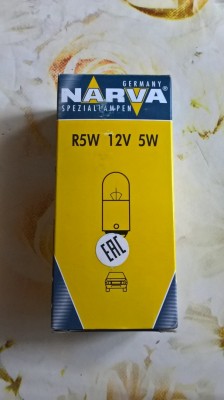 GERMANY
NARVA
SPEZIALLAMPEN
R5W 12V 5W
EAC